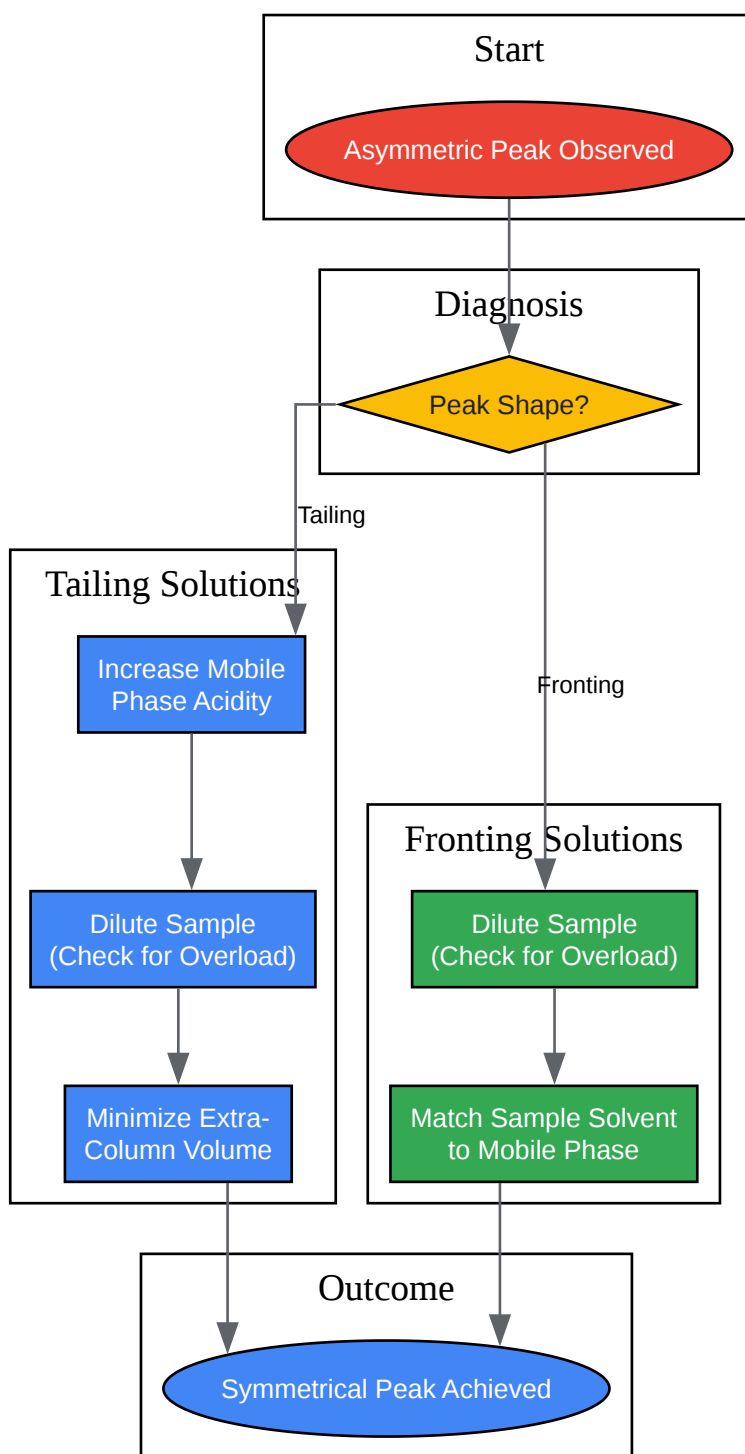 Start
Asymmetric Peak Observed
Diagnosis
Peak Shape?
Tailing
Tailing Solutions
Increase Mobile
Phase Acidity
Dilute Sample
(Check for Overload)
Minimize Extra-
Column Volume
Fronting
Fronting Solutions
Dilute Sample
(Check for Overload)
Match Sample Solvent
to Mobile Phase
Outcome
Symmetrical Peak Achieved